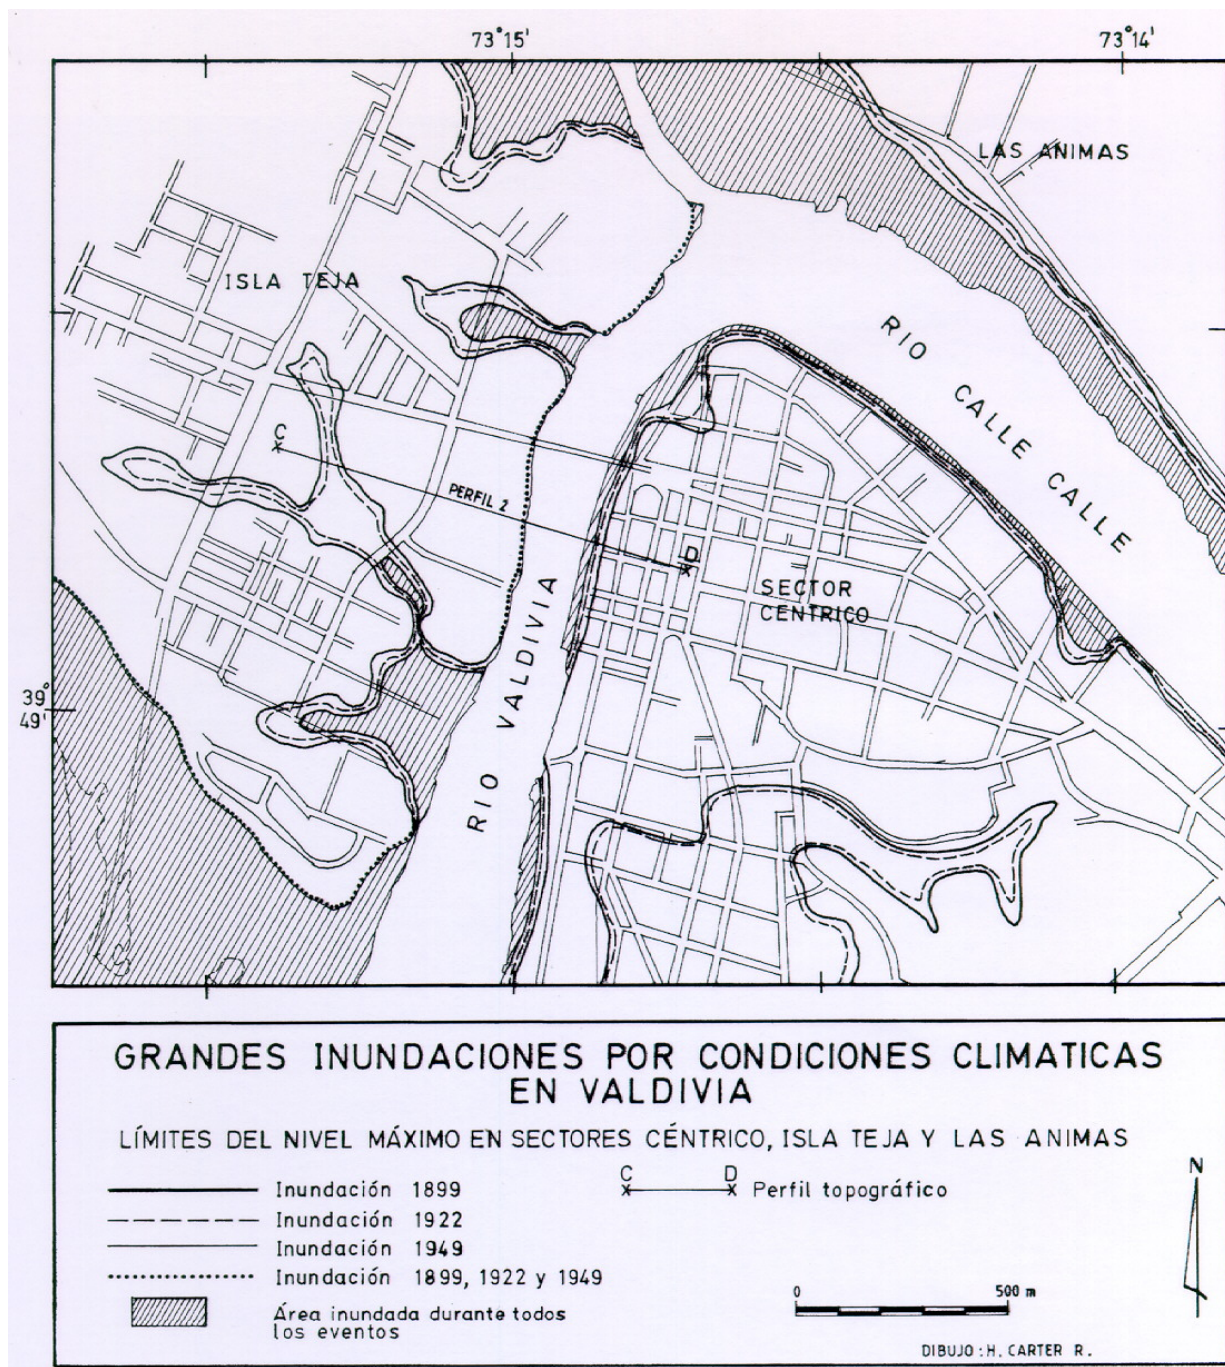 73°15'
73°14'
LAS ANIMAS
ISLA TEJA
RIO CALLE CALLE
C
PERFIL 2
D
SECTOR
CENTRICO
RIO VALDIVIA
39°
49'
GRANDES INUNDACIONES POR CONDICIONES CLIMATICAS
EN VALDIVIA
LÍMITES DEL NIVEL MÁXIMO EN SECTORES CÉNTRICO, ISLA TEJA Y LAS ANIMAS
Inundación 1899
Inundación 1922
Inundación 1949
Inundación 1899, 1922 y 1949
Área inundada durante todos
los eventos
C D
Perfil topográfico
N
0 500 m
DIBUJO : H. CARTER R.